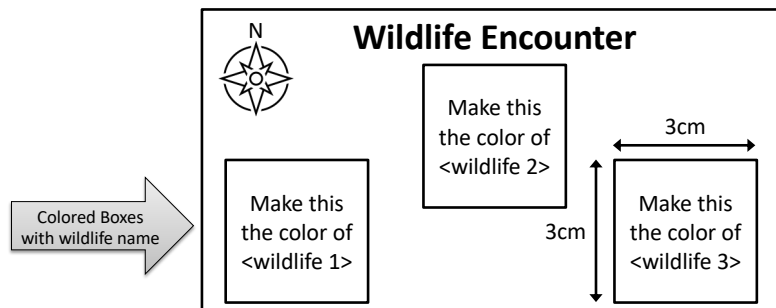 N
Wildlife Encounter
Make this
the color of
<wildlife 2>
3cm
Colored Boxes
with wildlife name
Make this
the color of
<wildlife 1>
3cm
Make this
the color of
<wildlife 3>